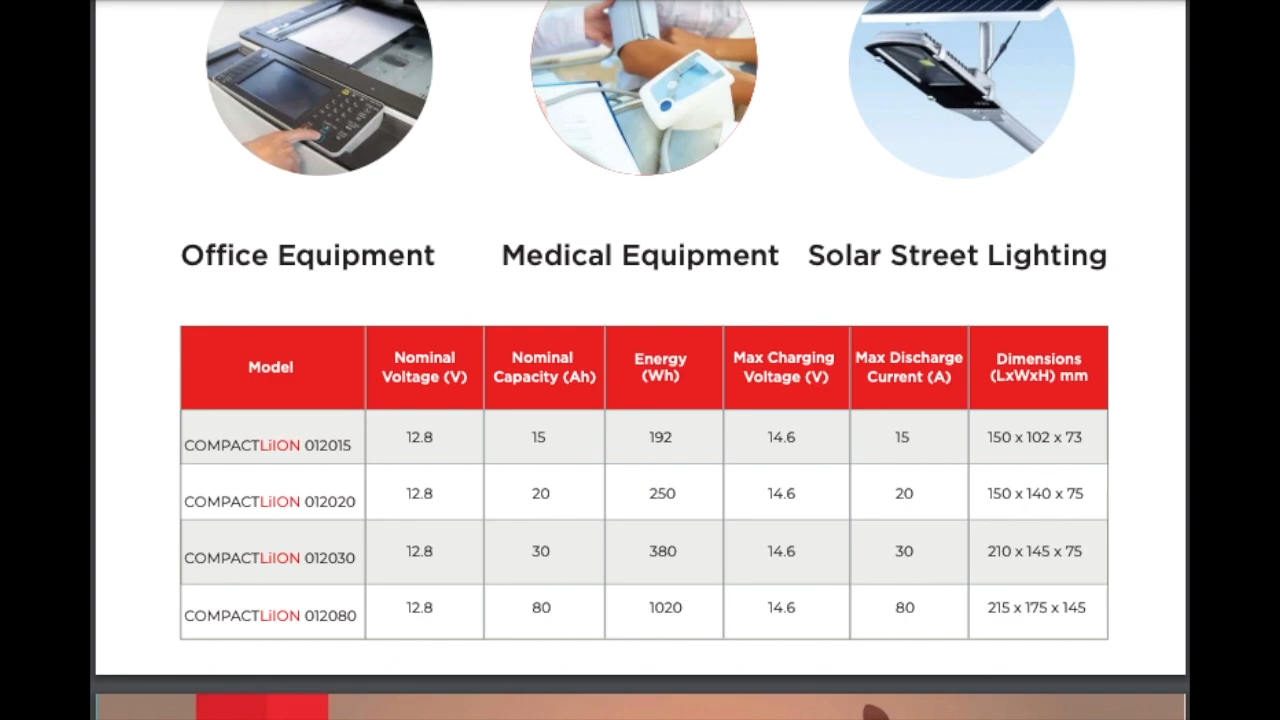 Office Equipment Medical Equipment Solar Street Lighting
Model Nominal Voltage (V) Nominal Capacity (Ah) Energy (Wh) Max Charging Voltage (V) Max Discharge Current (A) Dimensions (LxWxH) mm
COMPACTLiION 012015 12.8 15 192 14.6 15 150 x 102 x 73
COMPACTLiION 012020 12.8 20 250 14.6 20 150 x 140 x 75
COMPACTLiION 012030 12.8 30 380 14.6 30 210 x 145 x 75
COMPACTLiION 012080 12.8 80 1020 14.6 80 215 x 175 x 145